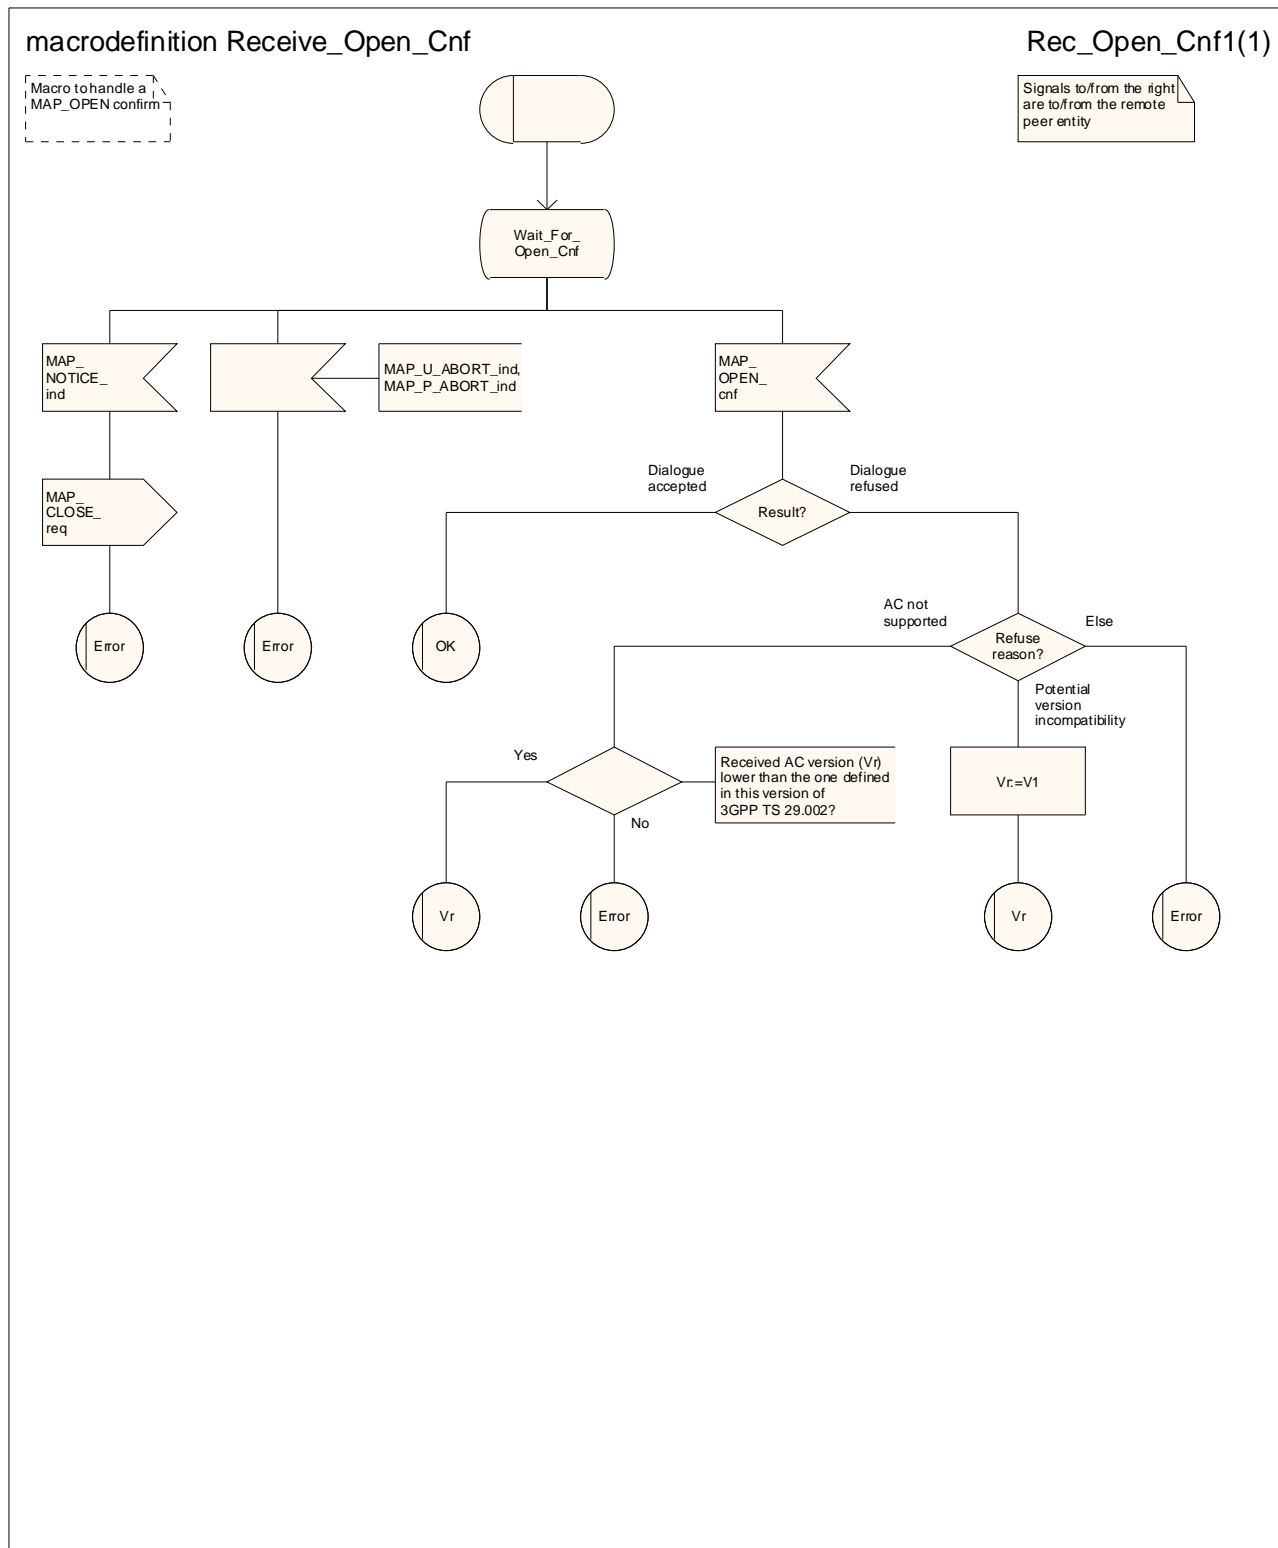 macrodefinition Receive_Open_Cnf
Rec_Open_Cnf1(1)
Macro to handle a
MAP_OPEN confirm
Signals to/from the right
are to/from the remote
peer entity
Wait_For_
Open_Cnf
MAP_
NOTICE_
ind
MAP_U_ABORT_ind,
MAP_P_ABORT_ind
MAP_
OPEN_
cnf
MAP_
CLOSE_
req
Dialogue
accepted
Dialogue
refused
Result?
Error
Error
OK
AC not
supported
Else
Refuse
reason?
Potential
version
incompatibility
Yes
Received AC version (Vr)
lower than the one defined
in this version of
3GPP TS 29.002?
No
Vr:=V1
Vr
Error
Vr
Error